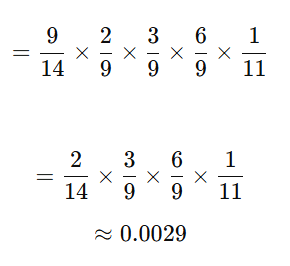 = 9/14 × 2/9 × 3/9 × 6/9 × 1/11
= 2/14 × 3/9 × 6/9 × 1/11
≈ 0.0029